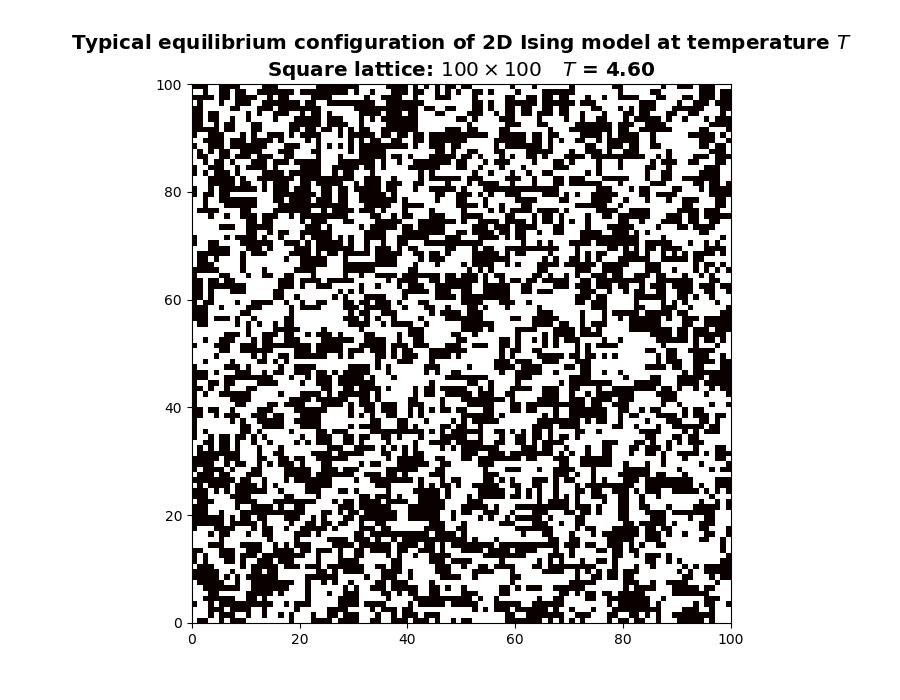 Typical equilibrium configuration of 2D Ising model at temperature T
Square lattice: 100 × 100 T = 4.60
100
80
60
40
20
0
0 20 40 60 80 100